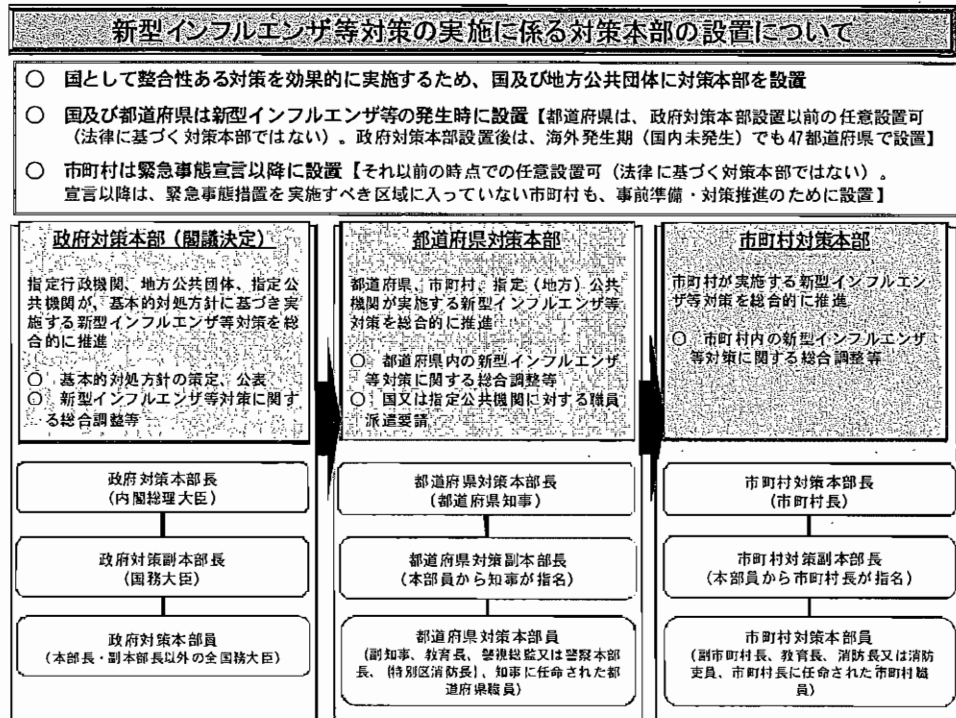 新型インフルエンザ等対策の実施に係る対策本部の設置について
○ 国として整合性ある対策を効果的に実施するため、国及び地方公共団体に対策本部を設置
○ 国及び都道府県は新型インフルエンザ等の発生時に設置【都道府県は、政府対策本部設置以前の任意設置可
（法律に基づく対策本部ではない）。政府対策本部設置後は、海外発生期（国内未発生）でも47都道府県で設置】
○ 市町村は緊急事態宣言以降に設置【それ以前の時点での任意設置可（法律に基づく対策本部ではない）。
宣言以降は、緊急事態措置を実施すべき区域に入っていない市町村も、事前準備・対策推進のために設置】
政府対策本部（閣議決定）
指定行政機関、地方公共団体、指定公
共機関が、基本的対処方針に基づき実
施する新型インフルエンザ等対策を総
合的に推進
○ 基本的対処方針の策定、公表
○ 新型インフルエンザ等対策に関す
る総合調整等
政府対策本部長
（内閣総理大臣）
政府対策副本部長
（国務大臣）
政府対策本部員
（本部長・副本部長以外の全国務大臣）
都道府県対策本部
都道府県、市町村、指定（地方）公共
機関が実施する新型インフルエンザ等
対策を総合的に推進
○ 都道府県内の新型インフルエンザ
等対策に関する総合調整等
○ 国又は指定公共機関に対する職員
派遣要請
都道府県対策本部長
（都道府県知事）
都道府県対策副本部長
（本部員から知事が指名）
都道府県対策本部員
（副知事、教育長、警視総監又は警察本部
長、（特別区消防長）、知事に任命された都
道府県職員）
市町村対策本部
市町村が実施する新型インフルエン
ザ等対策を総合的に推進
○ 市町村内の新型インフルエンザ
等対策に関する総合調整等
市町村対策本部長
（市町村長）
市町村対策副本部長
（本部員から市町村長が指名）
市町村対策本部員
（副市町村長、教育長、消防長又は消防
吏員、市町村長に任命された市町村職
員）